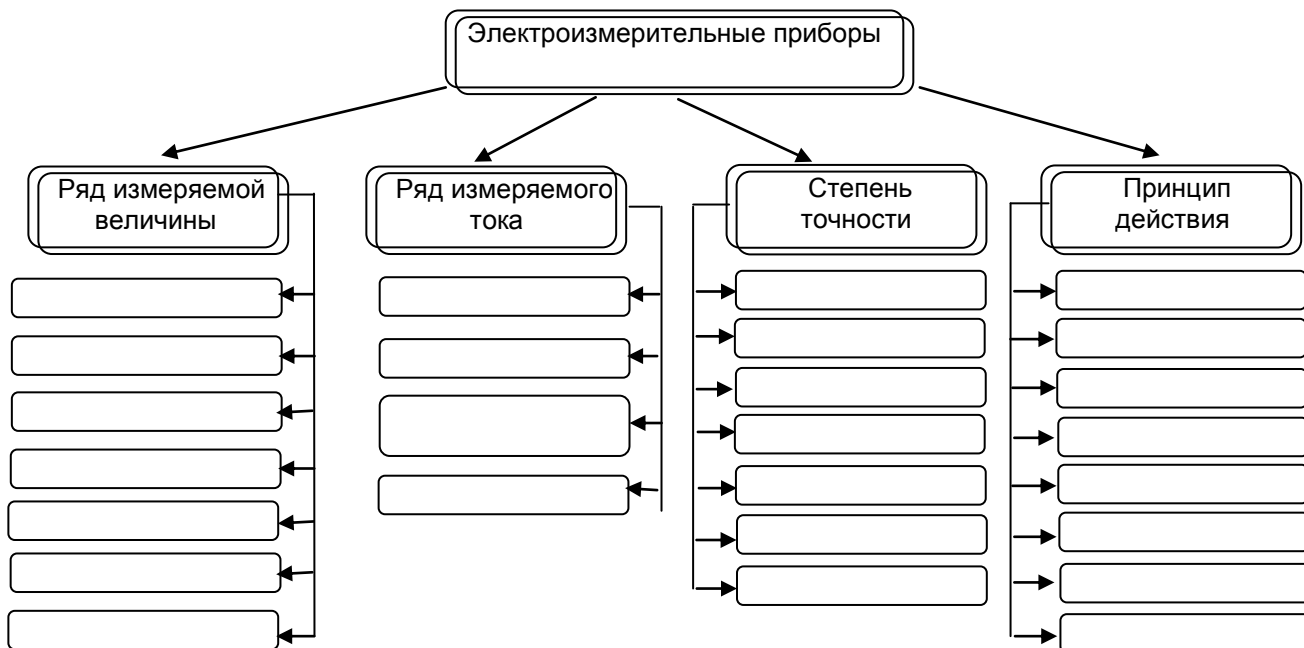 Электроизмерительные приборы
Ряд измеряемой
величины
Ряд измеряемого
тока
Степень
точности
Принцип
действия